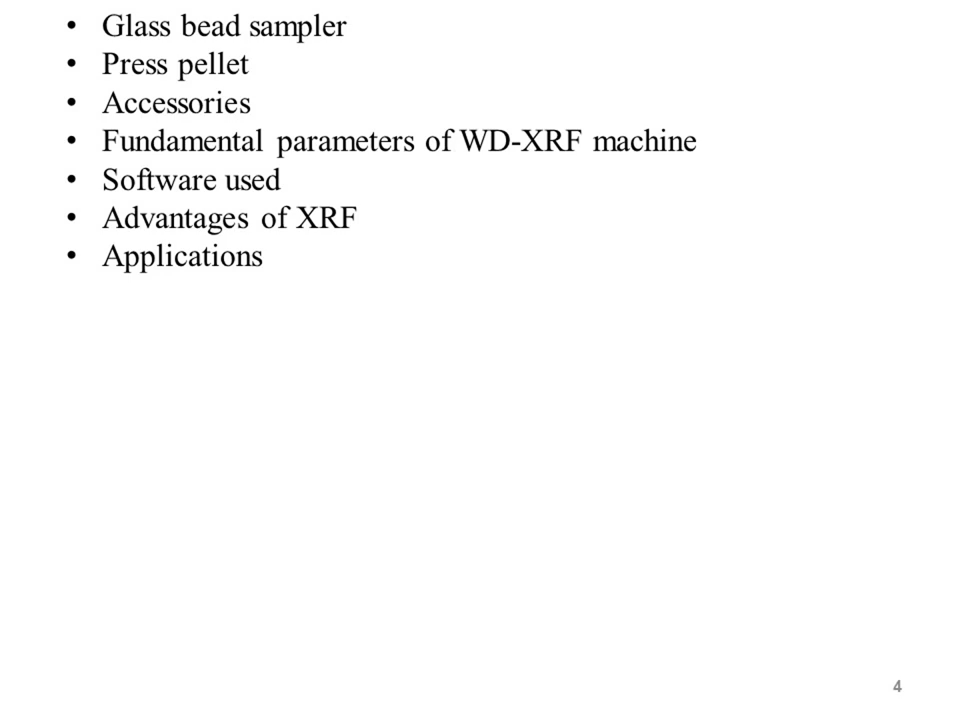 • Glass bead sampler
• Press pellet
• Accessories
• Fundamental parameters of WD-XRF machine
• Software used
• Advantages of XRF
• Applications
4